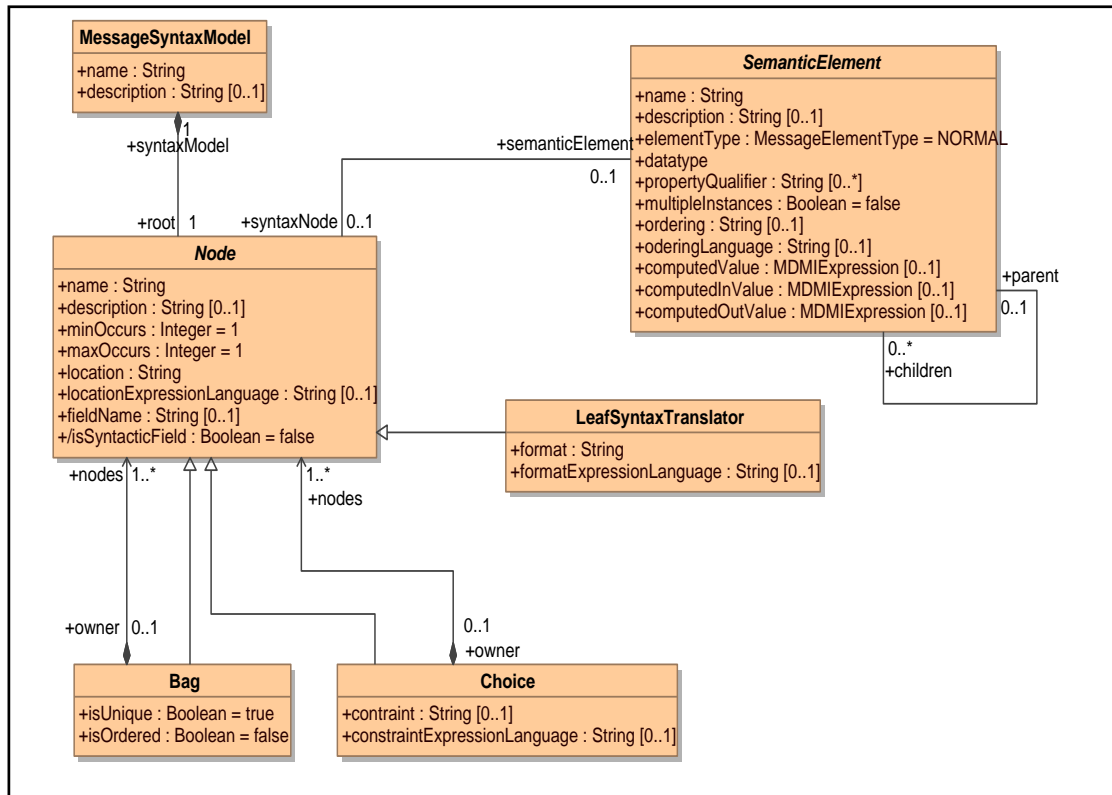 MessageSyntaxModel
+name : String
+description : String [0..1]
1
+syntaxModel
+root 1
SemanticElement
+name : String
+description : String [0..1]
+elementType : MessageElementType = NORMAL
+datatype
+propertyQualifier : String [0..*]
+multipleInstances : Boolean = false
+ordering : String [0..1]
+oderingLanguage : String [0..1]
+computedValue : MDMIExpression [0..1]
+computedInValue : MDMIExpression [0..1]
+computedOutValue : MDMIExpression [0..1]
+semanticElement
0..1
+syntaxNode 0..1
+parent
0..1
0..*
+children
Node
+name : String
+description : String [0..1]
+minOccurs : Integer = 1
+maxOccurs : Integer = 1
+location : String
+locationExpressionLanguage : String [0..1]
+fieldName : String [0..1]
+/isSyntacticField : Boolean = false
LeafSyntaxTranslator
+format : String
+formatExpressionLanguage : String [0..1]
+nodes 1..*
1..*
+nodes
+owner 0..1
0..1
+owner
Bag
+isUnique : Boolean = true
+isOrdered : Boolean = false
Choice
+contraint : String [0..1]
+constraintExpressionLanguage : String [0..1]